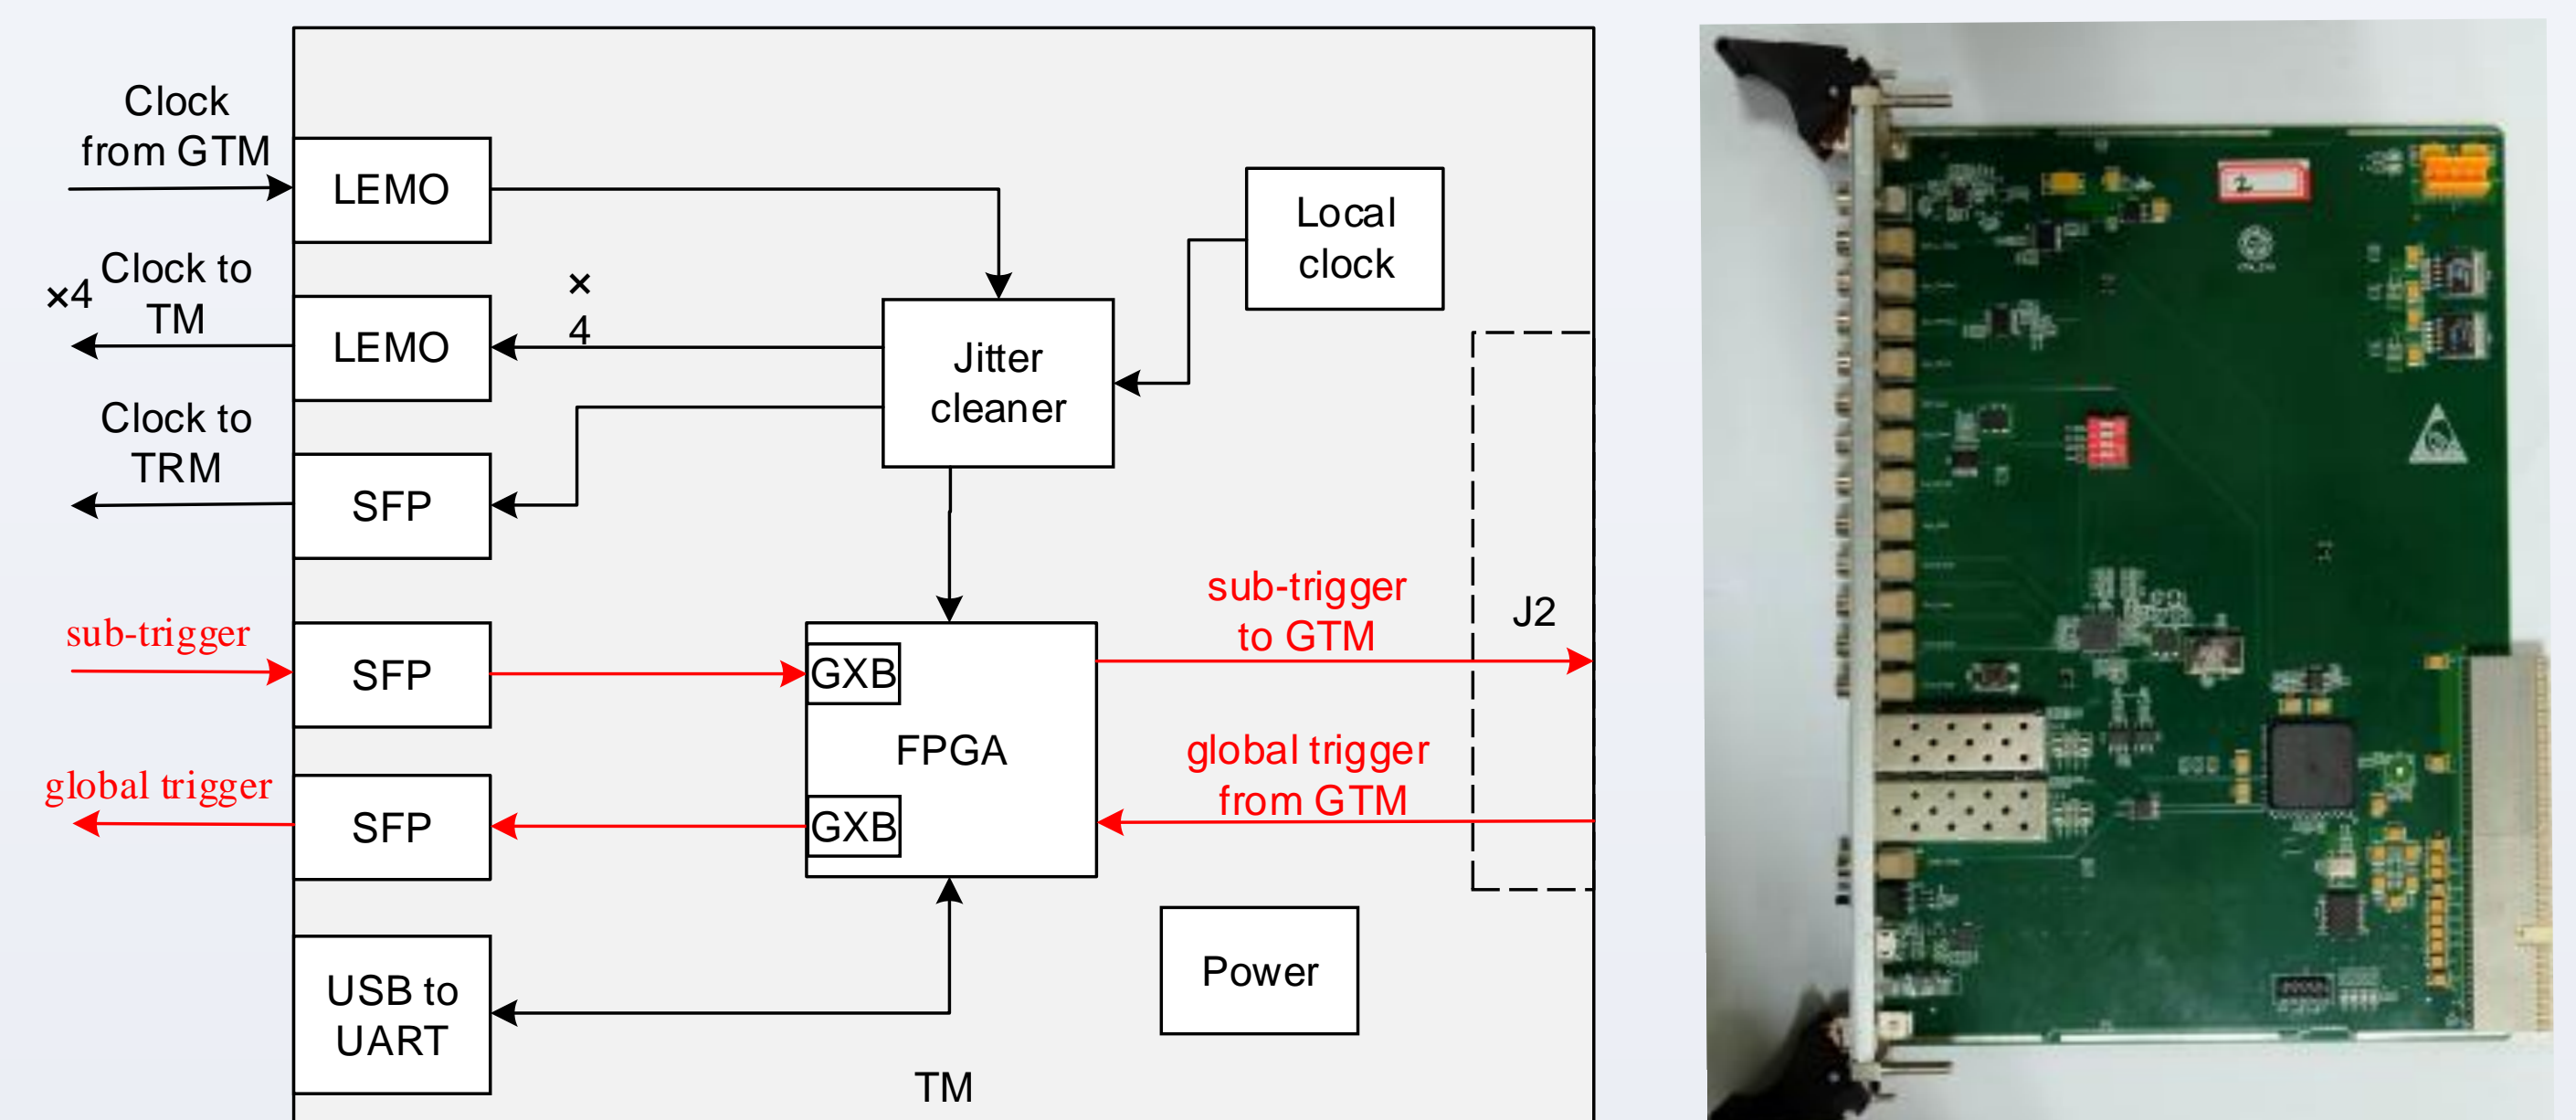 Clock
from GTM
LEMO
×4
Clock to
TM
LEMO
×
4
Clock to
TRM
SFP
Jitter
cleaner
Local
clock
sub-trigger
SFP
GXB
FPGA
sub-trigger
to GTM
J2
global trigger
SFP
GXB
global trigger
from GTM
USB to
UART
Power
TM
2